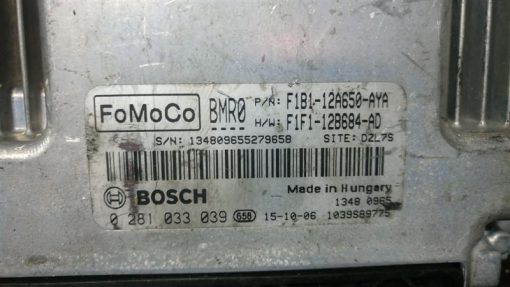 FoMoCo BMR0 P/N: F1B1-12A650-AYA
H/W: F1F1-12B684-AD
S/N: 134809655279658 SITE: DZL7S
BOSCH Made in Hungary
1348 0965
0 281 033 039 G58 15-10-06 1039S89775